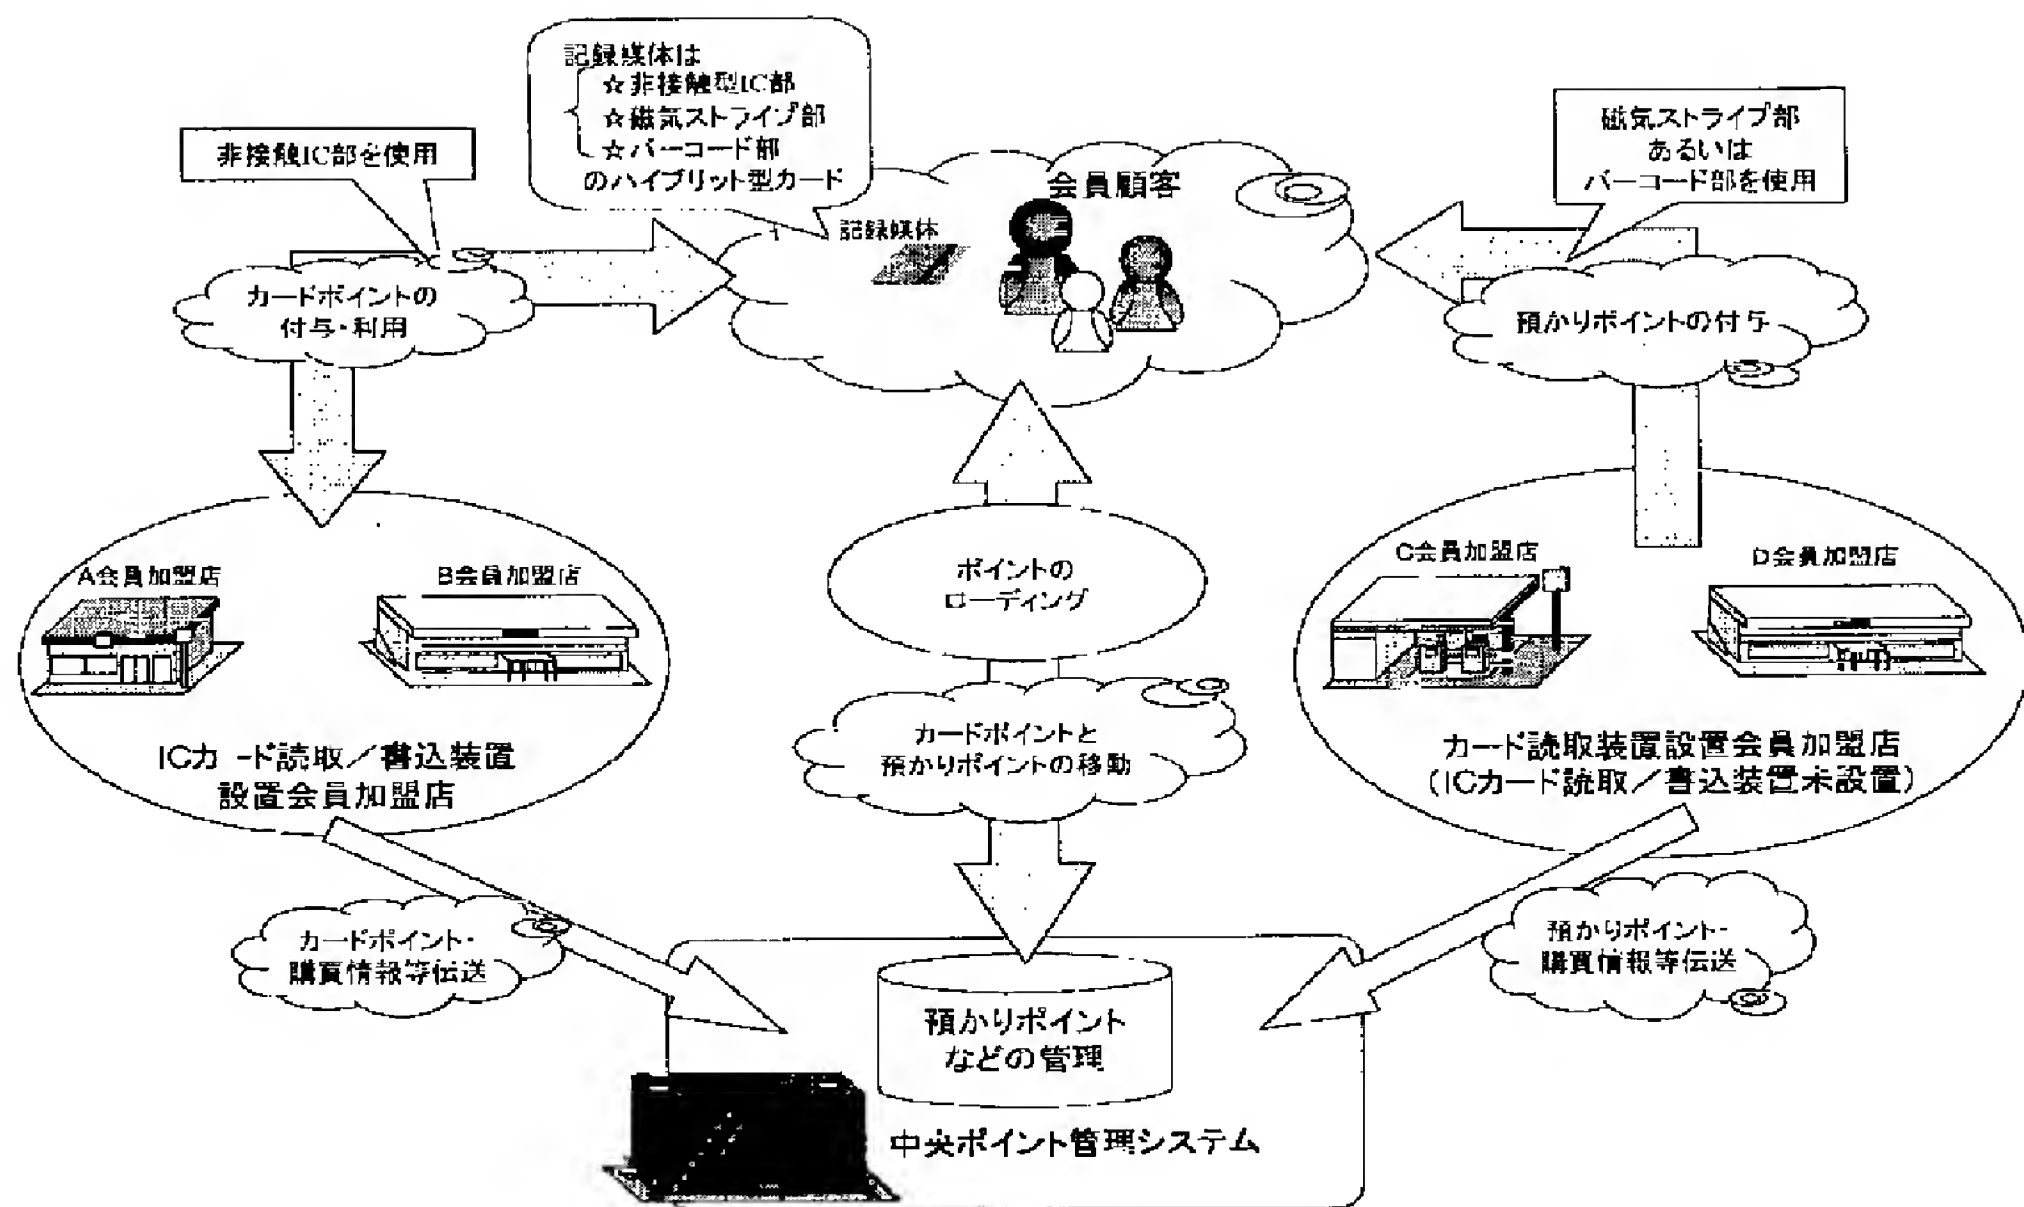 記録媒体は
☆非接触型IC部
☆磁気ストライプ部
☆バーコード部
のハイブリット型カード
非接触IC部を使用
磁気ストライプ部
あるいは
バーコード部を使用
会員顧客
記録媒体
カードポイントの
付与・利用
預かりポイントの付与
A会員加盟店
B会員加盟店
ICカード読取／書込装置
設置会員加盟店
ポイントの
ローディング
C会員加盟店
D会員加盟店
カード読取装置設置会員加盟店
（ICカード読取／書込装置未設置）
カードポイントと
預かりポイントの移動
カードポイント・
購買情報等伝送
預かりポイント・
購買情報等伝送
預かりポイント
などの管理
中央ポイント管理システム